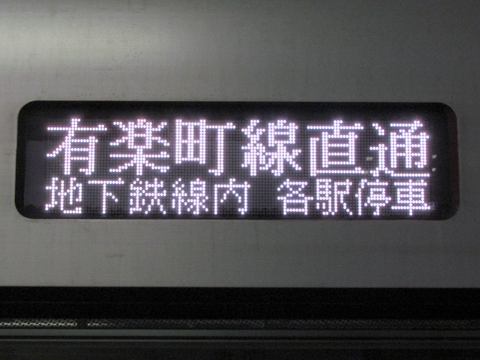 有楽町線直通
地下鉄線内 各駅停車